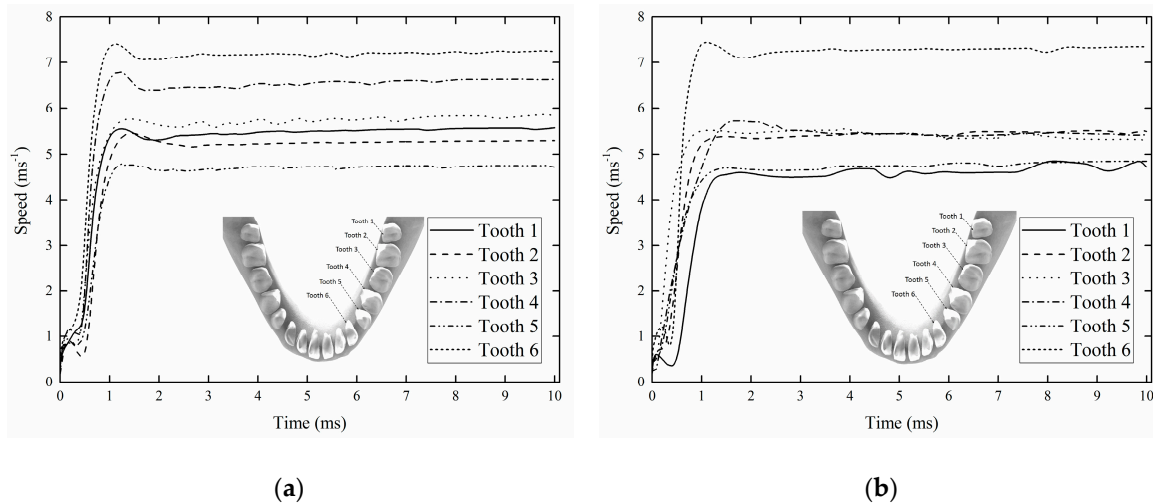 8
7
6
5
4
3
2
1
0
Speed (ms-1)
0 1 2 3 4 5 6 7 8 9 10
Time (ms)
Tooth 1
Tooth 2
Tooth 3
Tooth 4
Tooth 5
Tooth 6
Tooth 1
Tooth 2
Tooth 3
Tooth 4
Tooth 5
Tooth 6
(a)
8
7
6
5
4
3
2
1
0
Speed (ms-1)
0 1 2 3 4 5 6 7 8 9 10
Time (ms)
Tooth 1
Tooth 2
Tooth 3
Tooth 4
Tooth 5
Tooth 6
Tooth 1
Tooth 2
Tooth 3
Tooth 4
Tooth 5
Tooth 6
(b)